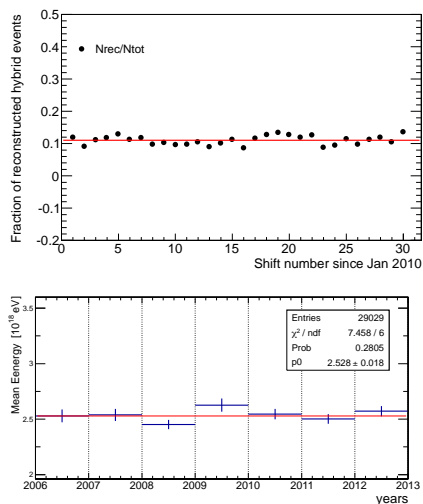 0.5
0.4
0.3
0.2
0.1
0
-0.1
-0.2
Fraction of reconstructed hybrid events
Nrec/Ntot
0 5 10 15 20 25 30
Shift number since Jan 2010
3.5
3
2.5
2
Mean Eenergy [10¹⁸ eV]
Entries 29029
χ² / ndf 7.458 / 6
Prob 0.2805
p0 2.528 ± 0.018
2006 2007 2008 2009 2010 2011 2012 2013
years